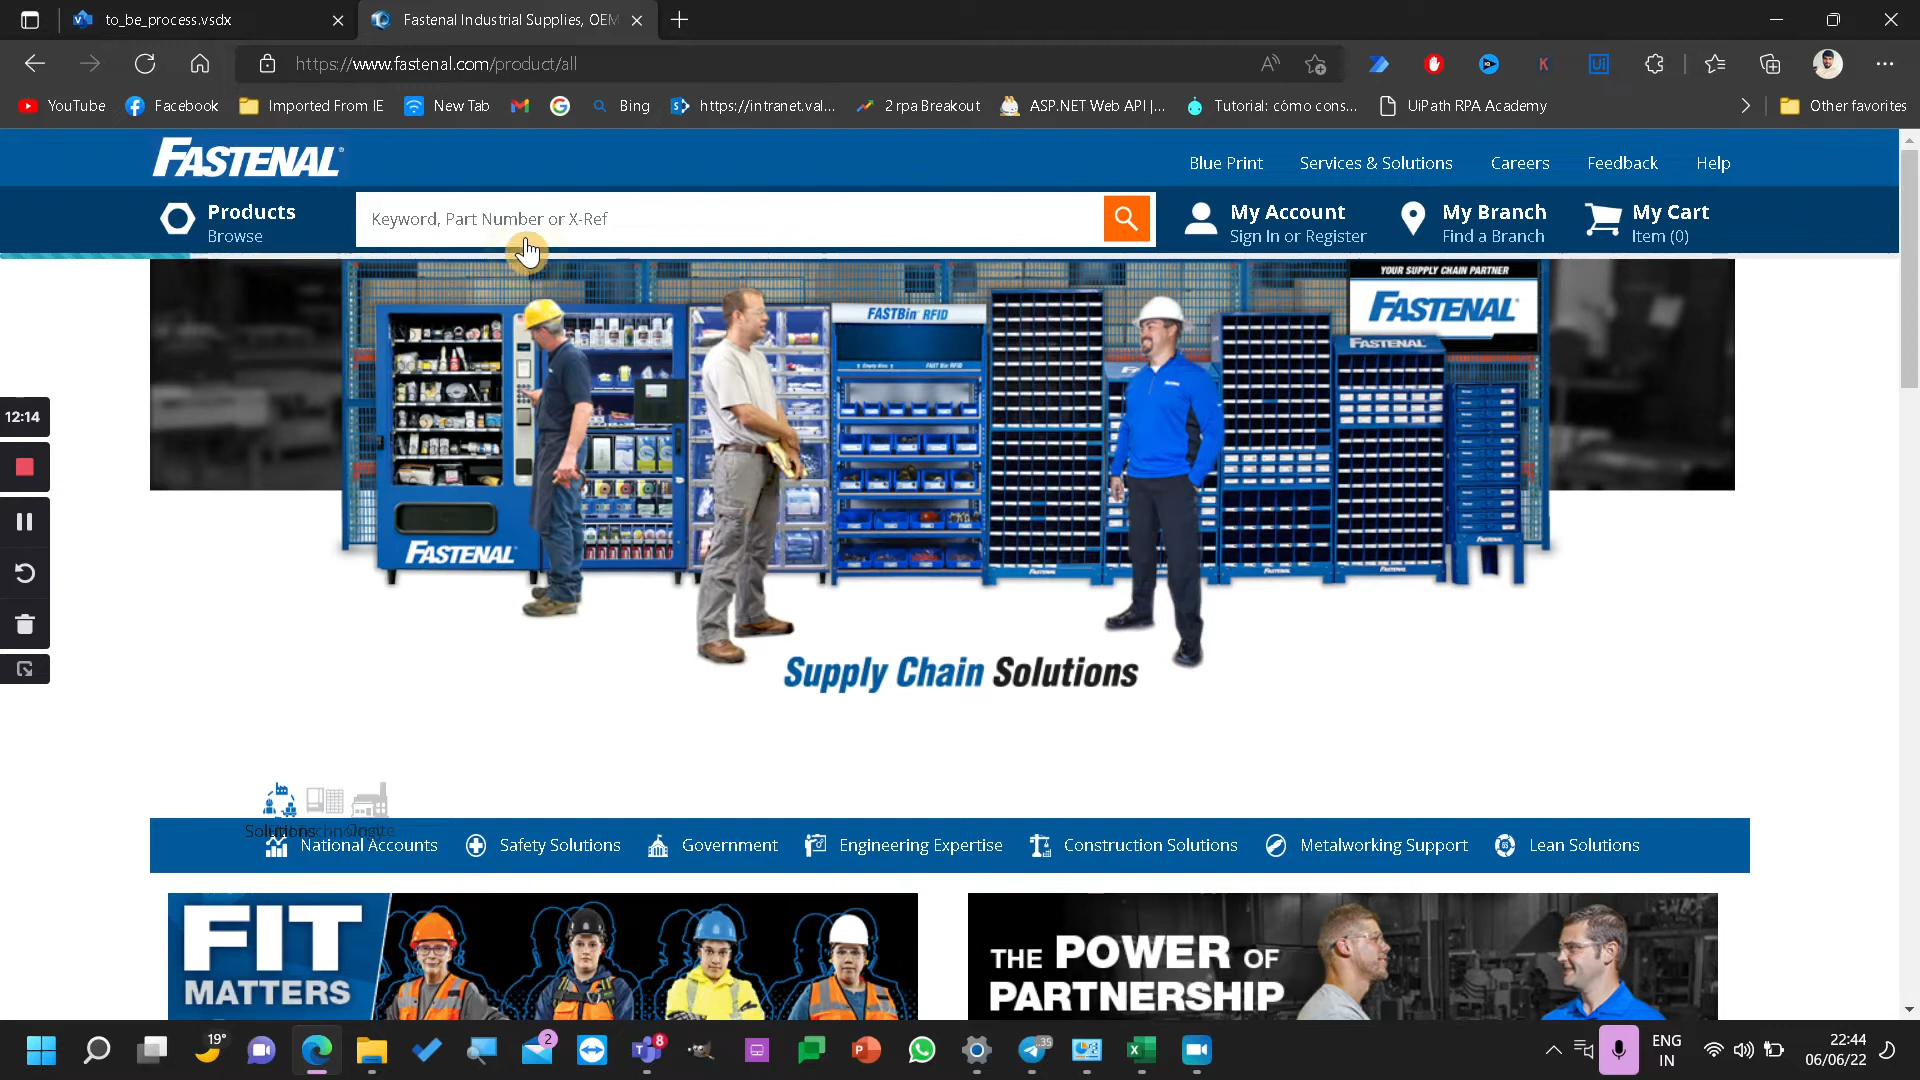 to_be_process.vsdx
Fastenal Industrial Supplies, OEM
https://www.fastenal.com/product/all
YouTube
Facebook
Imported From IE
New Tab
Bing
https://intranet.val...
2 rpa Breakout
ASP.NET Web API |...
Tutorial: cómo cons...
UiPath RPA Academy
Other favorites
FASTENAL
Blue Print
Services & Solutions
Careers
Feedback
Help
Products
Browse
Keyword, Part Number or X-Ref
My Account
Sign In or Register
My Branch
Find a Branch
My Cart
Item (0)
YOUR SUPPLY CHAIN PARTNER
FASTENAL
FASTBin RFID
FASTENAL
FASTENAL
Supply Chain Solutions
12:14
Solutions
National Accounts
Safety Solutions
Government
Engineering Expertise
Construction Solutions
Metalworking Support
Lean Solutions
FIT
MATTERS
THE POWER OF
PARTNERSHIP
19°
2
8
35
ENG
IN
22:44
06/06/22